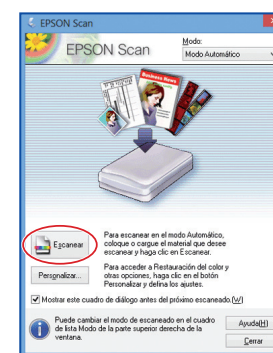 EPSON Scan
EPSON Scan
Modo:
Modo Automático
Business News
Escanear
Para escanear en el modo Automático,
coloque o cargue el material que desee
escanear y haga clic en Escanear.
Personalizar...
Para acceder a Restauración del color y
otras opciones, haga clic en el botón
Personalizar y defina los ajustes.
Mostrar este cuadro de diálogo antes del próximo escaneado.(W)
Puede cambiar el modo de escaneado en el cuadro
de lista Modo de la parte superior derecha de la
ventana.
Ayuda(H)
Cerrar